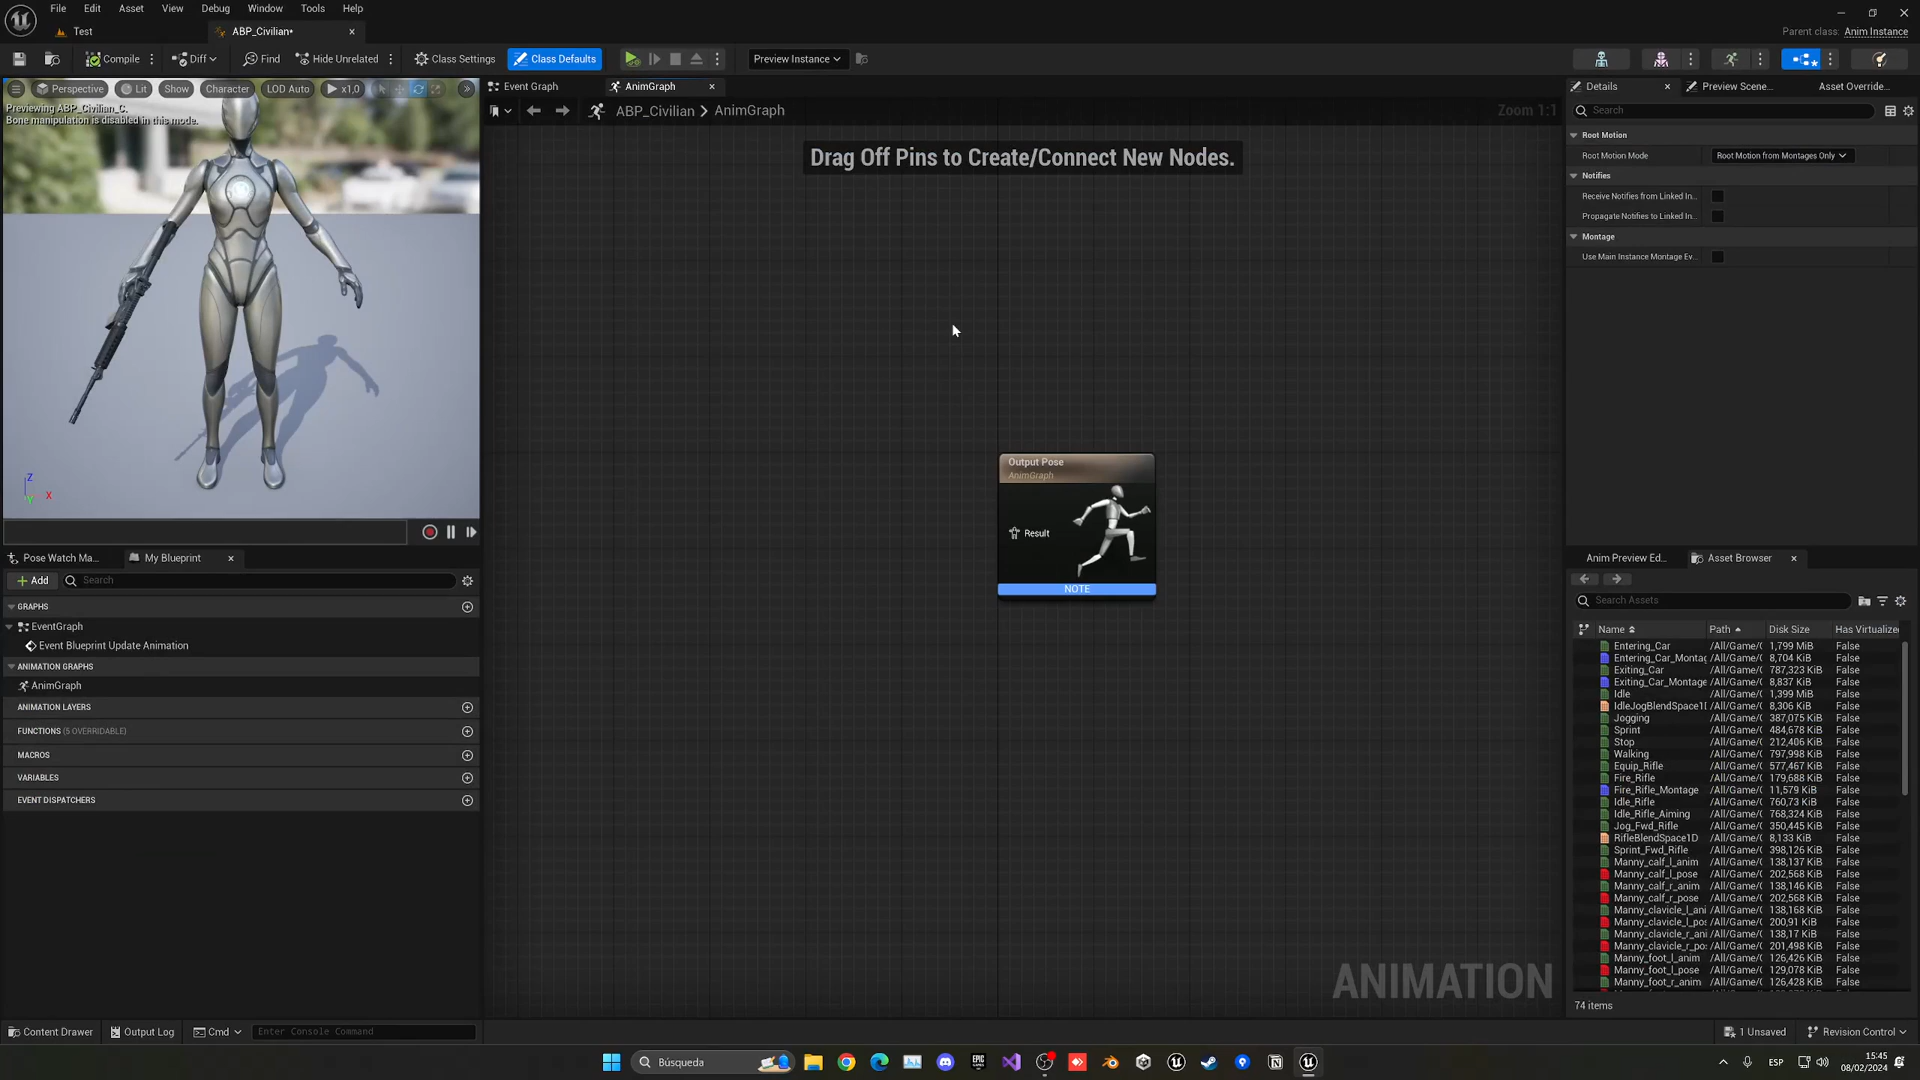 File Edit Asset View Debug Window Tools Help
Test
ABP_Civilian•
Parent class: Anim Instance
Compile
Diff
Find
Hide Unrelated
Class Settings
Class Defaults
Preview Instance
Perspective
Lit
Show
Character
LOD Auto
x1,0
Previewing ABP_Civilian_C.
Bone manipulation is disabled in this mode.
Z
X
Event Graph
AnimGraph
ABP_Civilian > AnimGraph
Zoom 1:1
Drag Off Pins to Create/Connect New Nodes.
Output Pose
AnimGraph
Result
NOTE
ANIMATION
Pose Watch Ma...
My Blueprint
+ Add
Search
GRAPHS
EventGraph
Event Blueprint Update Animation
ANIMATION GRAPHS
AnimGraph
ANIMATION LAYERS
FUNCTIONS (5 OVERRIDABLE)
MACROS
VARIABLES
EVENT DISPATCHERS
Details
Preview Scene...
Asset Override...
Search
Root Motion
Root Motion Mode
Root Motion from Montages Only
Notifies
Receive Notifies from Linked In...
Propagate Notifies to Linked In...
Montage
Use Main Instance Montage Ev...
Anim Preview Ed...
Asset Browser
Search Assets
Name Path Disk Size Has Virtualize
Entering_Car /All/Game/( 1,799 MiB False
Entering_Car_Montag /All/Game/( 8,704 KiB False
Exiting_Car /All/Game/( 787,323 KiB False
Exiting_Car_Montage /All/Game/( 8,837 KiB False
Idle /All/Game/( 1,399 MiB False
IdleJogBlendSpace1I /All/Game/( 8,306 KiB False
Jogging /All/Game/( 387,075 KiB False
Sprint /All/Game/( 484,678 KiB False
Stop /All/Game/( 212,406 KiB False
Walking /All/Game/( 797,998 KiB False
Equip_Rifle /All/Game/( 577,467 KiB False
Fire_Rifle /All/Game/( 179,688 KiB False
Fire_Rifle_Montage /All/Game/( 11,579 KiB False
Idle_Rifle /All/Game/( 760,73 KiB False
Idle_Rifle_Aiming /All/Game/( 768,324 KiB False
Jog_Fwd_Rifle /All/Game/( 350,445 KiB False
RifleBlendSpace1D /All/Game/( 8,133 KiB False
Sprint_Fwd_Rifle /All/Game/( 398,126 KiB False
Manny_calf_l_anim /All/Game/( 138,137 KiB False
Manny_calf_l_pose /All/Game/( 202,568 KiB False
Manny_calf_r_anim /All/Game/( 138,146 KiB False
Manny_calf_r_pose /All/Game/( 202,568 KiB False
Manny_clavicle_l_ani /All/Game/( 138,168 KiB False
Manny_clavicle_l_po: /All/Game/( 200,91 KiB False
Manny_clavicle_r_ani /All/Game/( 138,17 KiB False
Manny_clavicle_r_po: /All/Game/( 201,498 KiB False
Manny_foot_l_anim /All/Game/( 126,426 KiB False
Manny_foot_l_pose /All/Game/( 129,078 KiB False
Manny_foot_r_anim /All/Game/( 126,428 KiB False
74 items
Content Drawer
Output Log
Cmd
Enter Console Command
1 Unsaved
Revision Control
Búsqueda
EPIC GAMES
ESP
15:45
08/02/2024